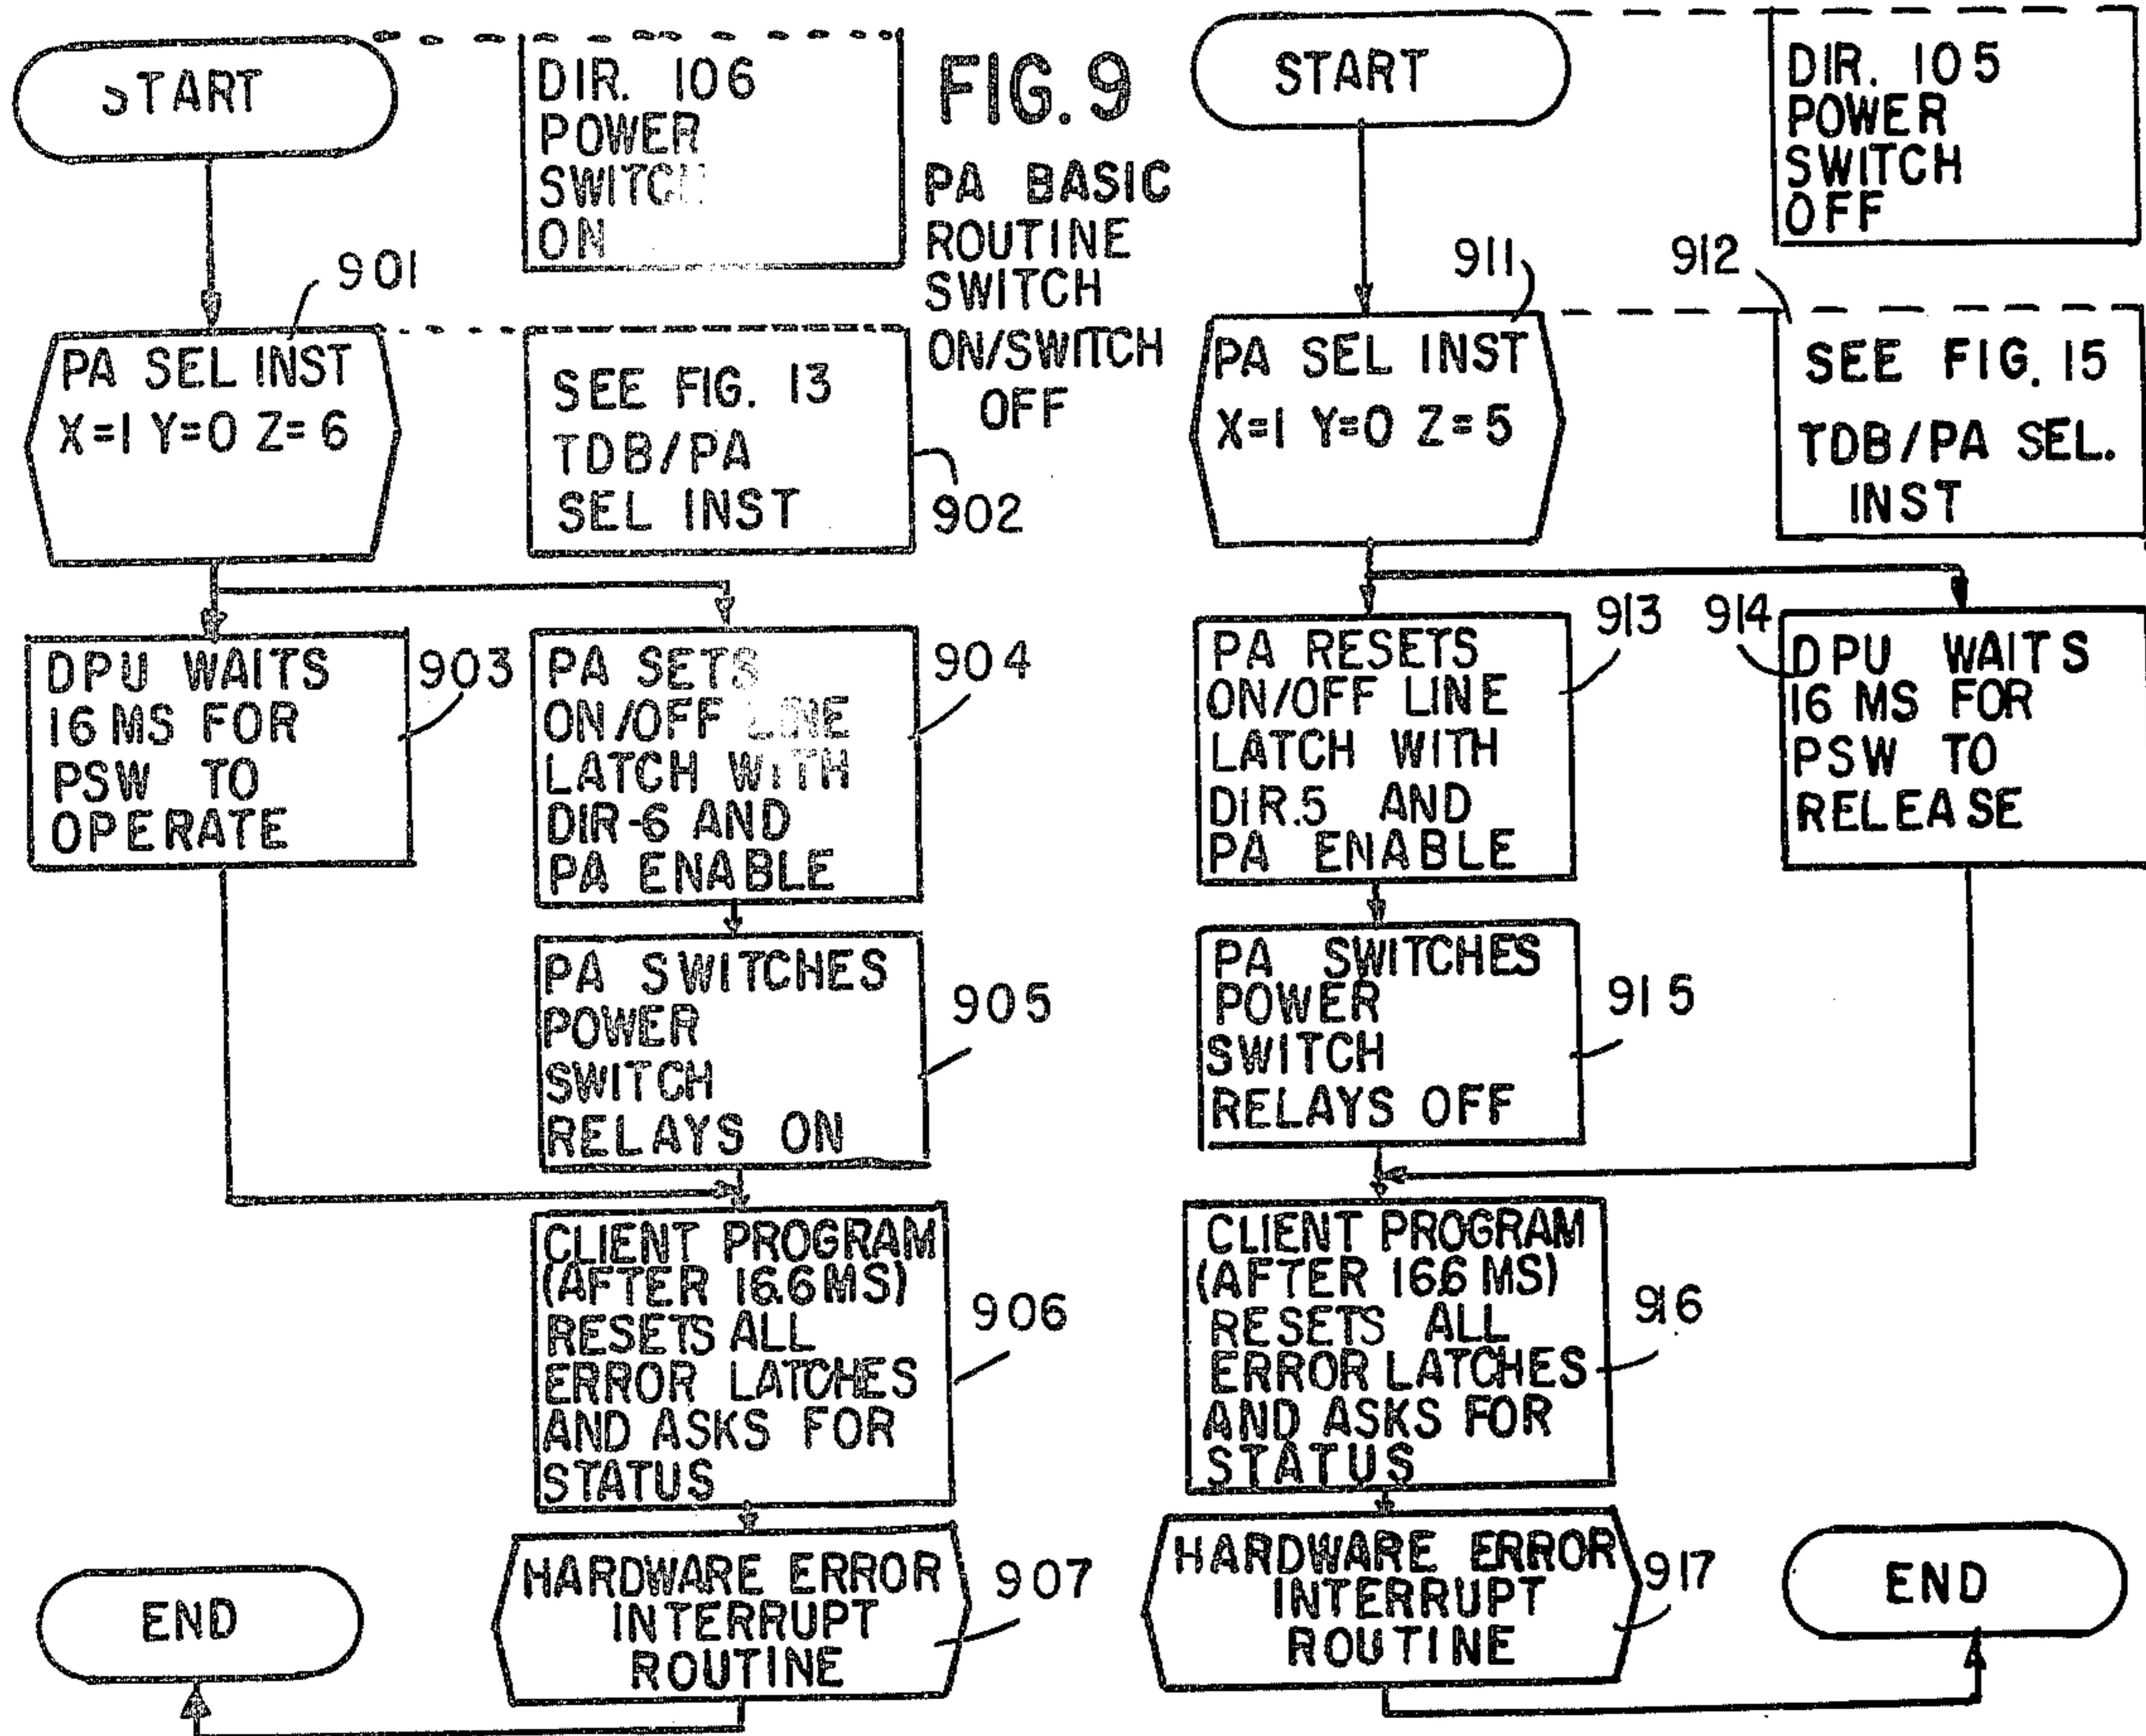 START
DIR. 106
POWER
SWITCH
ON
FIG. 9
PA BASIC
ROUTINE
SWITCH
ON/SWITCH
OFF
901
PA SEL INST
X=1 Y=0 Z=6
SEE FIG. 13
TDB/PA
SEL INST
902
DPU WAITS
16 MS FOR
PSW TO
OPERATE
903
PA SETS
ON/OFF LINE
LATCH WITH
DIR-6 AND
PA ENABLE
904
PA SWITCHES
POWER
SWITCH
RELAYS ON
905
CLIENT PROGRAM
(AFTER 16.6 MS)
RESETS ALL
ERROR LATCHES
AND ASKS FOR
STATUS
906
HARDWARE ERROR
INTERRUPT
ROUTINE
907
END
START
DIR. 105
POWER
SWITCH
OFF
911
PA SEL INST
X=1 Y=0 Z=5
912
SEE FIG. 15
TDB/PA SEL.
INST
PA RESETS
ON/OFF LINE
LATCH WITH
DIR.5 AND
PA ENABLE
913
914
DPU WAITS
16 MS FOR
PSW TO
RELEASE
PA SWITCHES
POWER
SWITCH
RELAYS OFF
915
CLIENT PROGRAM
(AFTER 166 MS)
RESETS ALL
ERROR LATCHES
AND ASKS FOR
STATUS
916
HARDWARE ERROR
INTERRUPT
ROUTINE
917
END